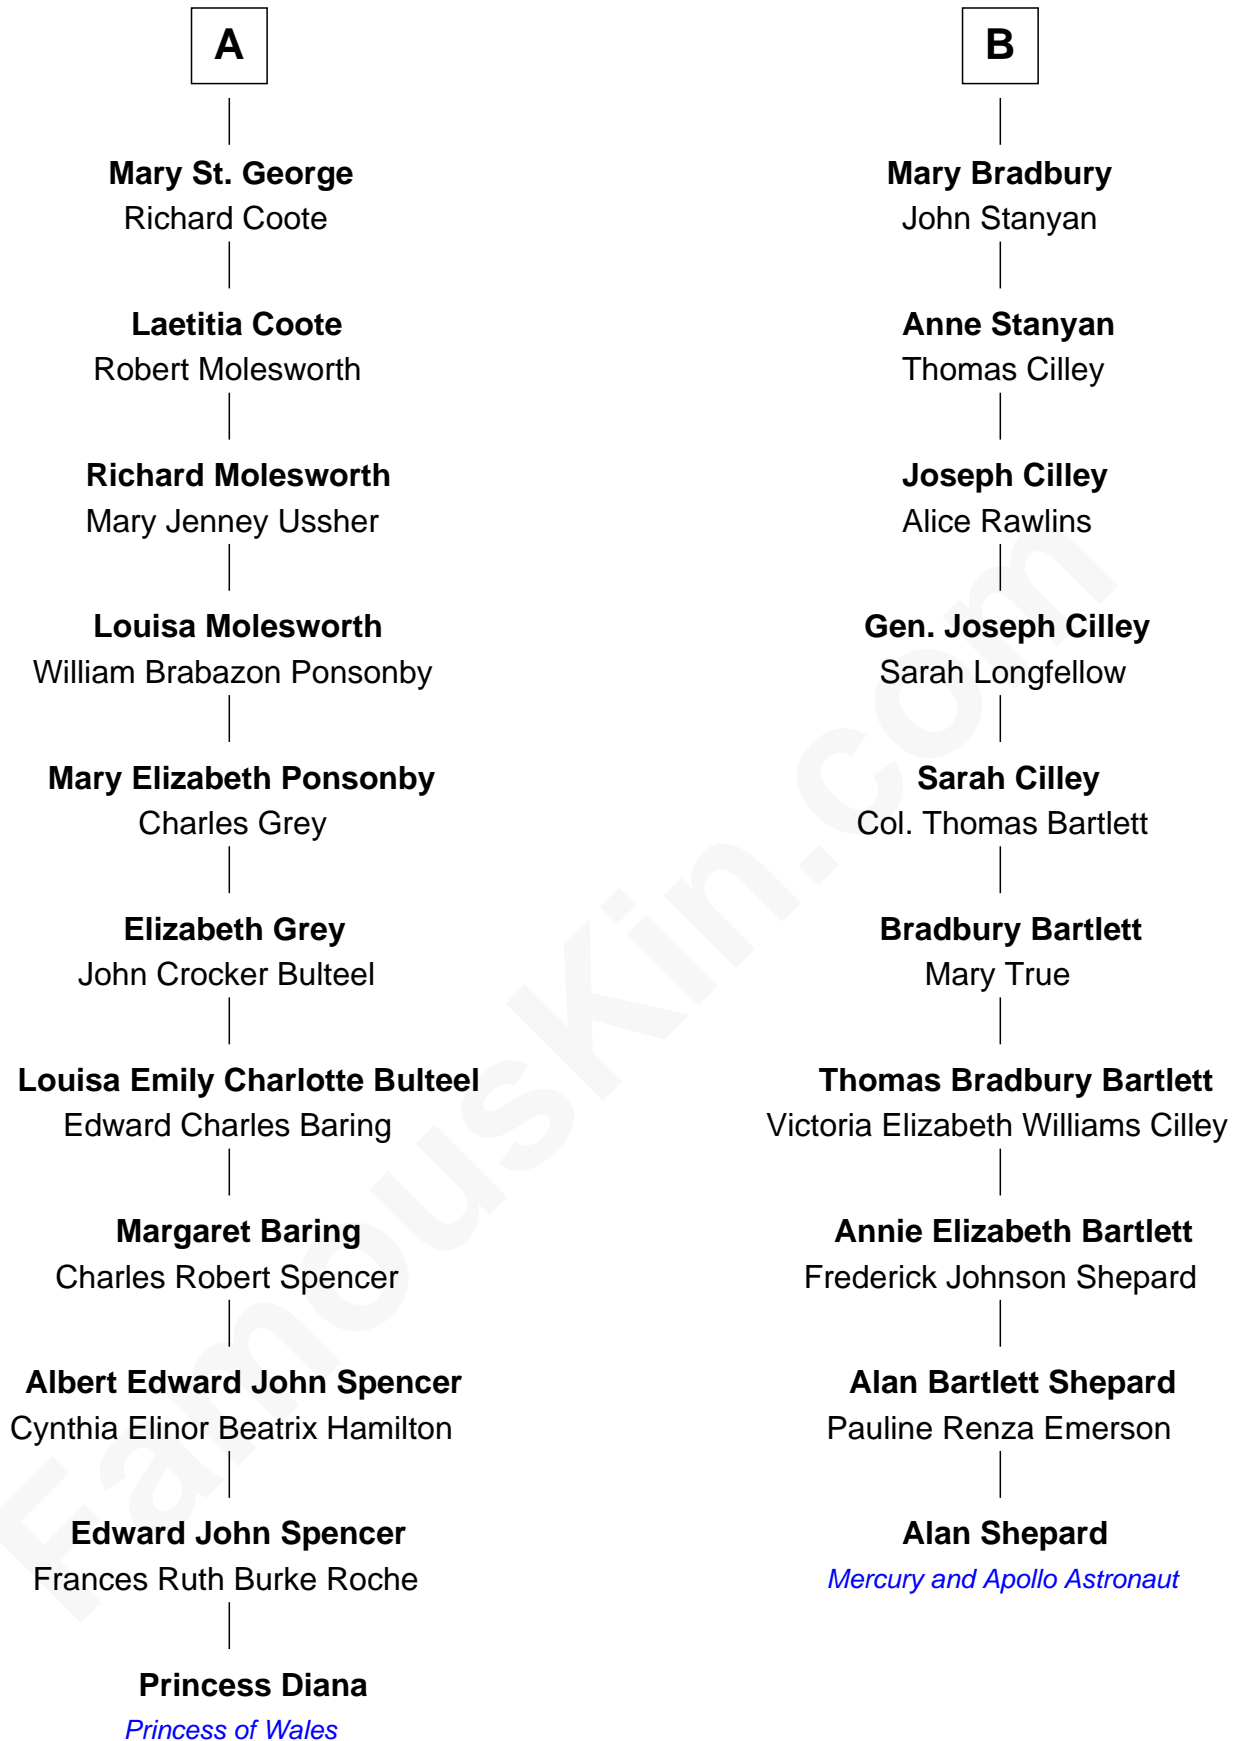 A
Mary St. George
Richard Coote
Laetitia Coote
Robert Molesworth
Richard Molesworth
Mary Jenney Ussher
Louisa Molesworth
William Brabazon Ponsonby
Mary Elizabeth Ponsonby
Charles Grey
Elizabeth Grey
John Crocker Bulteel
Louisa Emily Charlotte Bulteel
Edward Charles Baring
Margaret Baring
Charles Robert Spencer
Albert Edward John Spencer
Cynthia Elinor Beatrix Hamilton
Edward John Spencer
Frances Ruth Burke Roche
Princess Diana
Princess of Wales
B
Mary Bradbury
John Stanyan
Anne Stanyan
Thomas Cilley
Joseph Cilley
Alice Rawlins
Gen. Joseph Cilley
Sarah Longfellow
Sarah Cilley
Col. Thomas Bartlett
Bradbury Bartlett
Mary True
Thomas Bradbury Bartlett
Victoria Elizabeth Williams Cilley
Annie Elizabeth Bartlett
Frederick Johnson Shepard
Alan Bartlett Shepard
Pauline Renza Emerson
Alan Shepard
Mercury and Apollo Astronaut
FamousKin.com